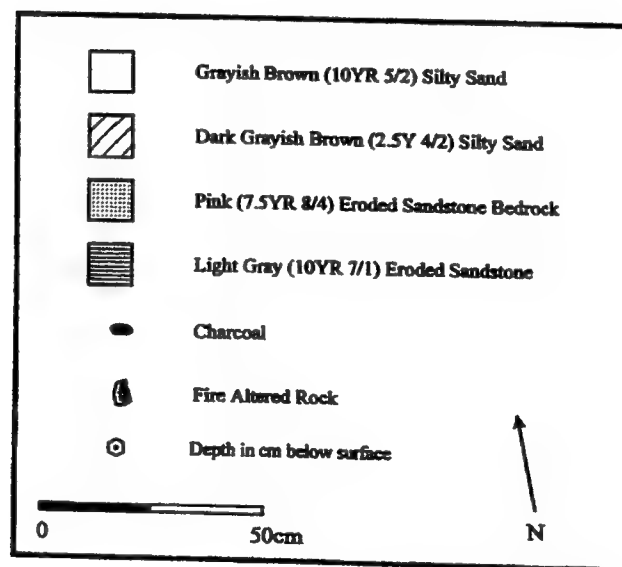 Grayish Brown (10YR 5/2) Silty Sand
Dark Grayish Brown (2.5Y 4/2) Silty Sand
Pink (7.5YR 8/4) Eroded Sandstone Bedrock
Light Gray (10YR 7/1) Eroded Sandstone
Charcoal
Fire Altered Rock
Depth in cm below surface
0 50cm N